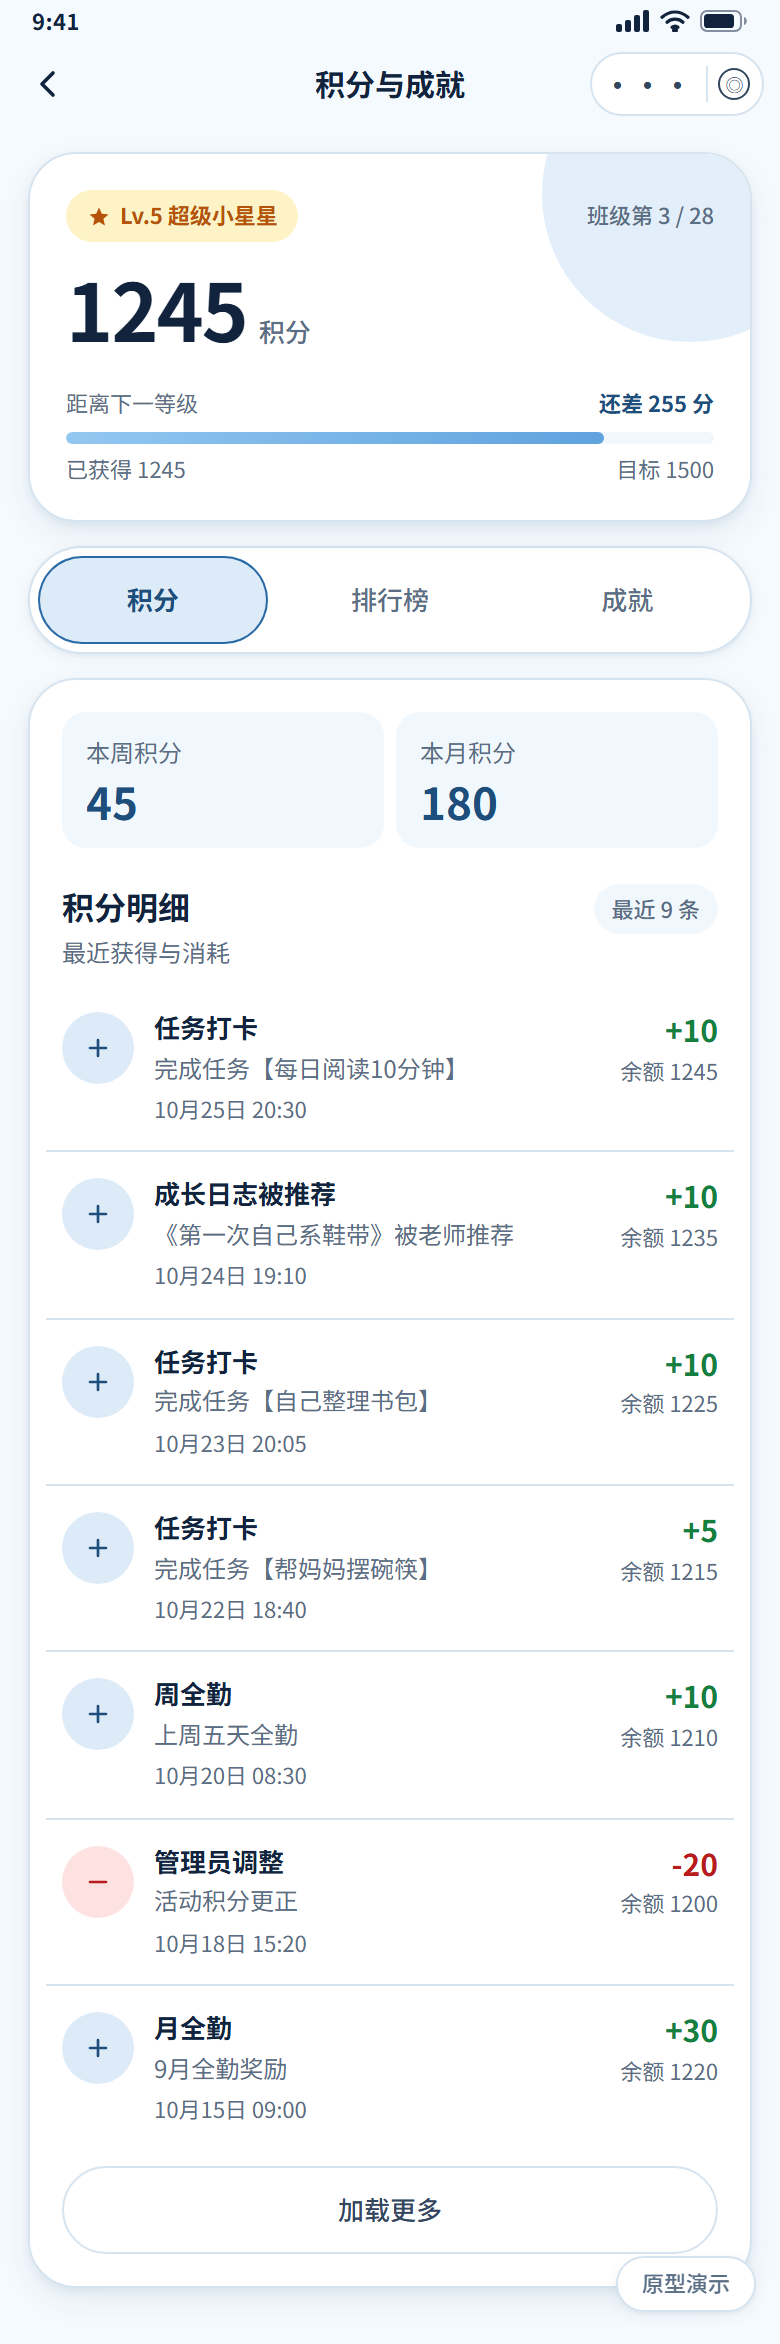 9:41
积分与成就
Lv.5 超级小星星
班级第 3 / 28
1245 积分
距离下一等级
还差 255 分
已获得 1245
目标 1500
积分
排行榜
成就
本周积分
45
本月积分
180
积分明细
最近 9 条
最近获得与消耗
任务打卡
+10
完成任务【每日阅读10分钟】
余额 1245
10月25日 20:30
成长日志被推荐
+10
《第一次自己系鞋带》被老师推荐
余额 1235
10月24日 19:10
任务打卡
+10
完成任务【自己整理书包】
余额 1225
10月23日 20:05
任务打卡
+5
完成任务【帮妈妈摆碗筷】
余额 1215
10月22日 18:40
周全勤
+10
上周五天全勤
余额 1210
10月20日 08:30
管理员调整
-20
活动积分更正
余额 1200
10月18日 15:20
月全勤
+30
9月全勤奖励
余额 1220
10月15日 09:00
加载更多
原型演示